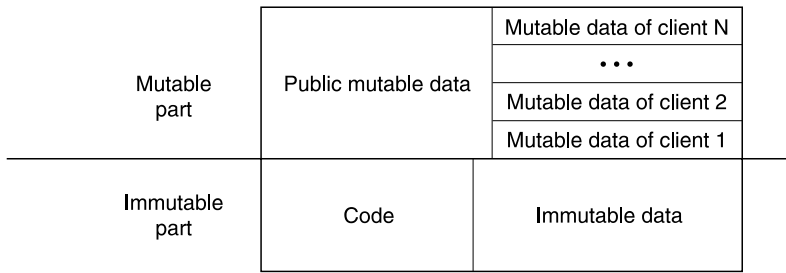 Mutable
part
Public mutable data
Mutable data of client N
• • •
Mutable data of client 2
Mutable data of client 1
Immutable
part
Code
Immutable data